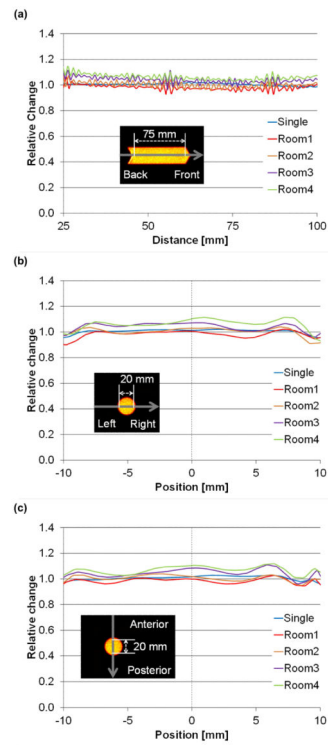 (a)
1.4
1.2
1.0
0.8
0.6
0.4
0.2
0.0
Relative Change
75 mm
Back Front
Single
Room1
Room2
Room3
Room4
25 50 75 100
Distance [mm]
(b)
1.4
1.2
1.0
0.8
0.6
0.4
0.2
0.0
Relative change
20 mm
Left Right
Single
Room1
Room2
Room3
Room4
-10 -5 0 5 10
Position [mm]
(c)
1.4
1.2
1.0
0.8
0.6
0.4
0.2
0.0
Relative change
Anterior
20 mm
Posterior
Single
Room1
Room2
Room3
Room4
-10 -5 0 5 10
Position [mm]